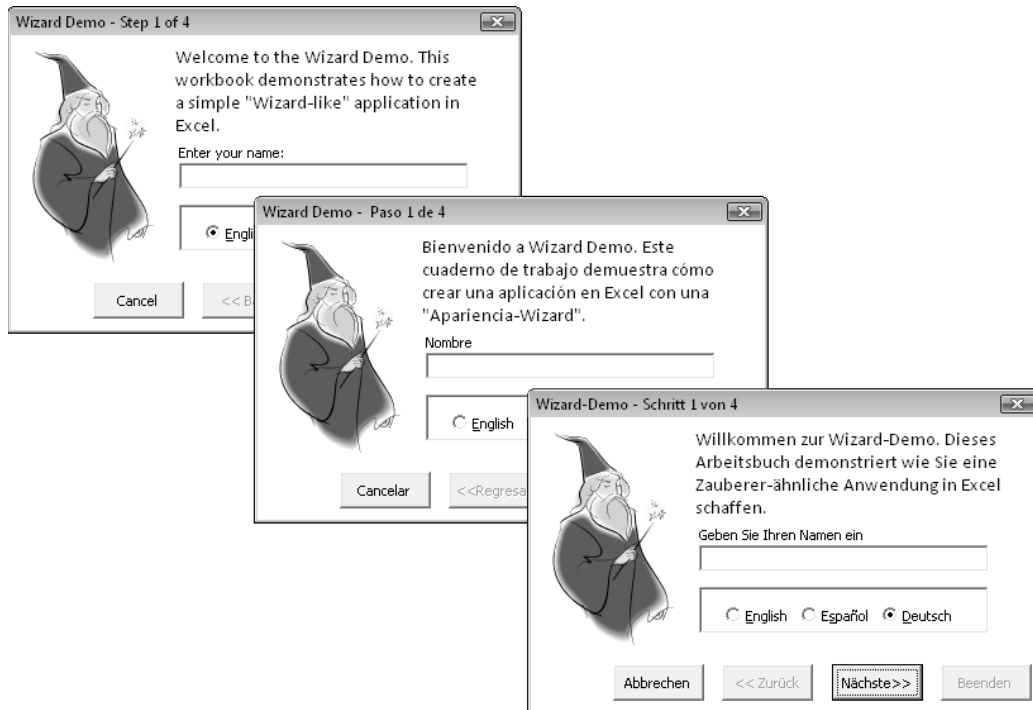 Wizard Demo - Step 1 of 4
Welcome to the Wizard Demo. This
workbook demonstrates how to create
a simple "Wizard-like" application in
Excel.
Enter your name:
Cancel
Wizard Demo -  Paso 1 de 4
Bienvenido a Wizard Demo. Este
cuaderno de trabajo demuestra cómo
crear una aplicación en Excel con una
"Apariencia-Wizard".
Nombre
English
Cancelar
Wizard-Demo - Schritt 1 von 4
Willkommen zur Wizard-Demo. Dieses
Arbeitsbuch demonstriert wie Sie eine
Zauberer-ähnliche Anwendung in Excel
schaffen.
Geben Sie Ihren Namen ein
English Español Deutsch
Abbrechen << Zurück Nächste>> Beenden